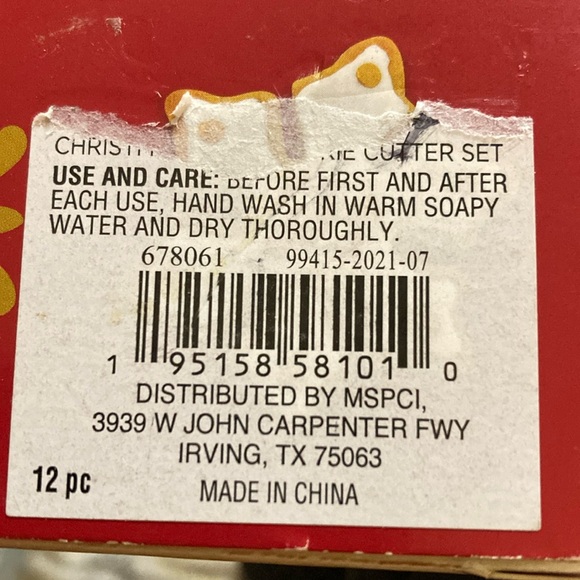 CUTTER SET
USE AND CARE: BEFORE FIRST AND AFTER
EACH USE, HAND WASH IN WARM SOAPY
WATER AND DRY THOROUGHLY.
678061 99415-2021-07
1 95158 58101 0
DISTRIBUTED BY MSPCI,
3939 W JOHN CARPENTER FWY
IRVING, TX 75063
12 pc
MADE IN CHINA